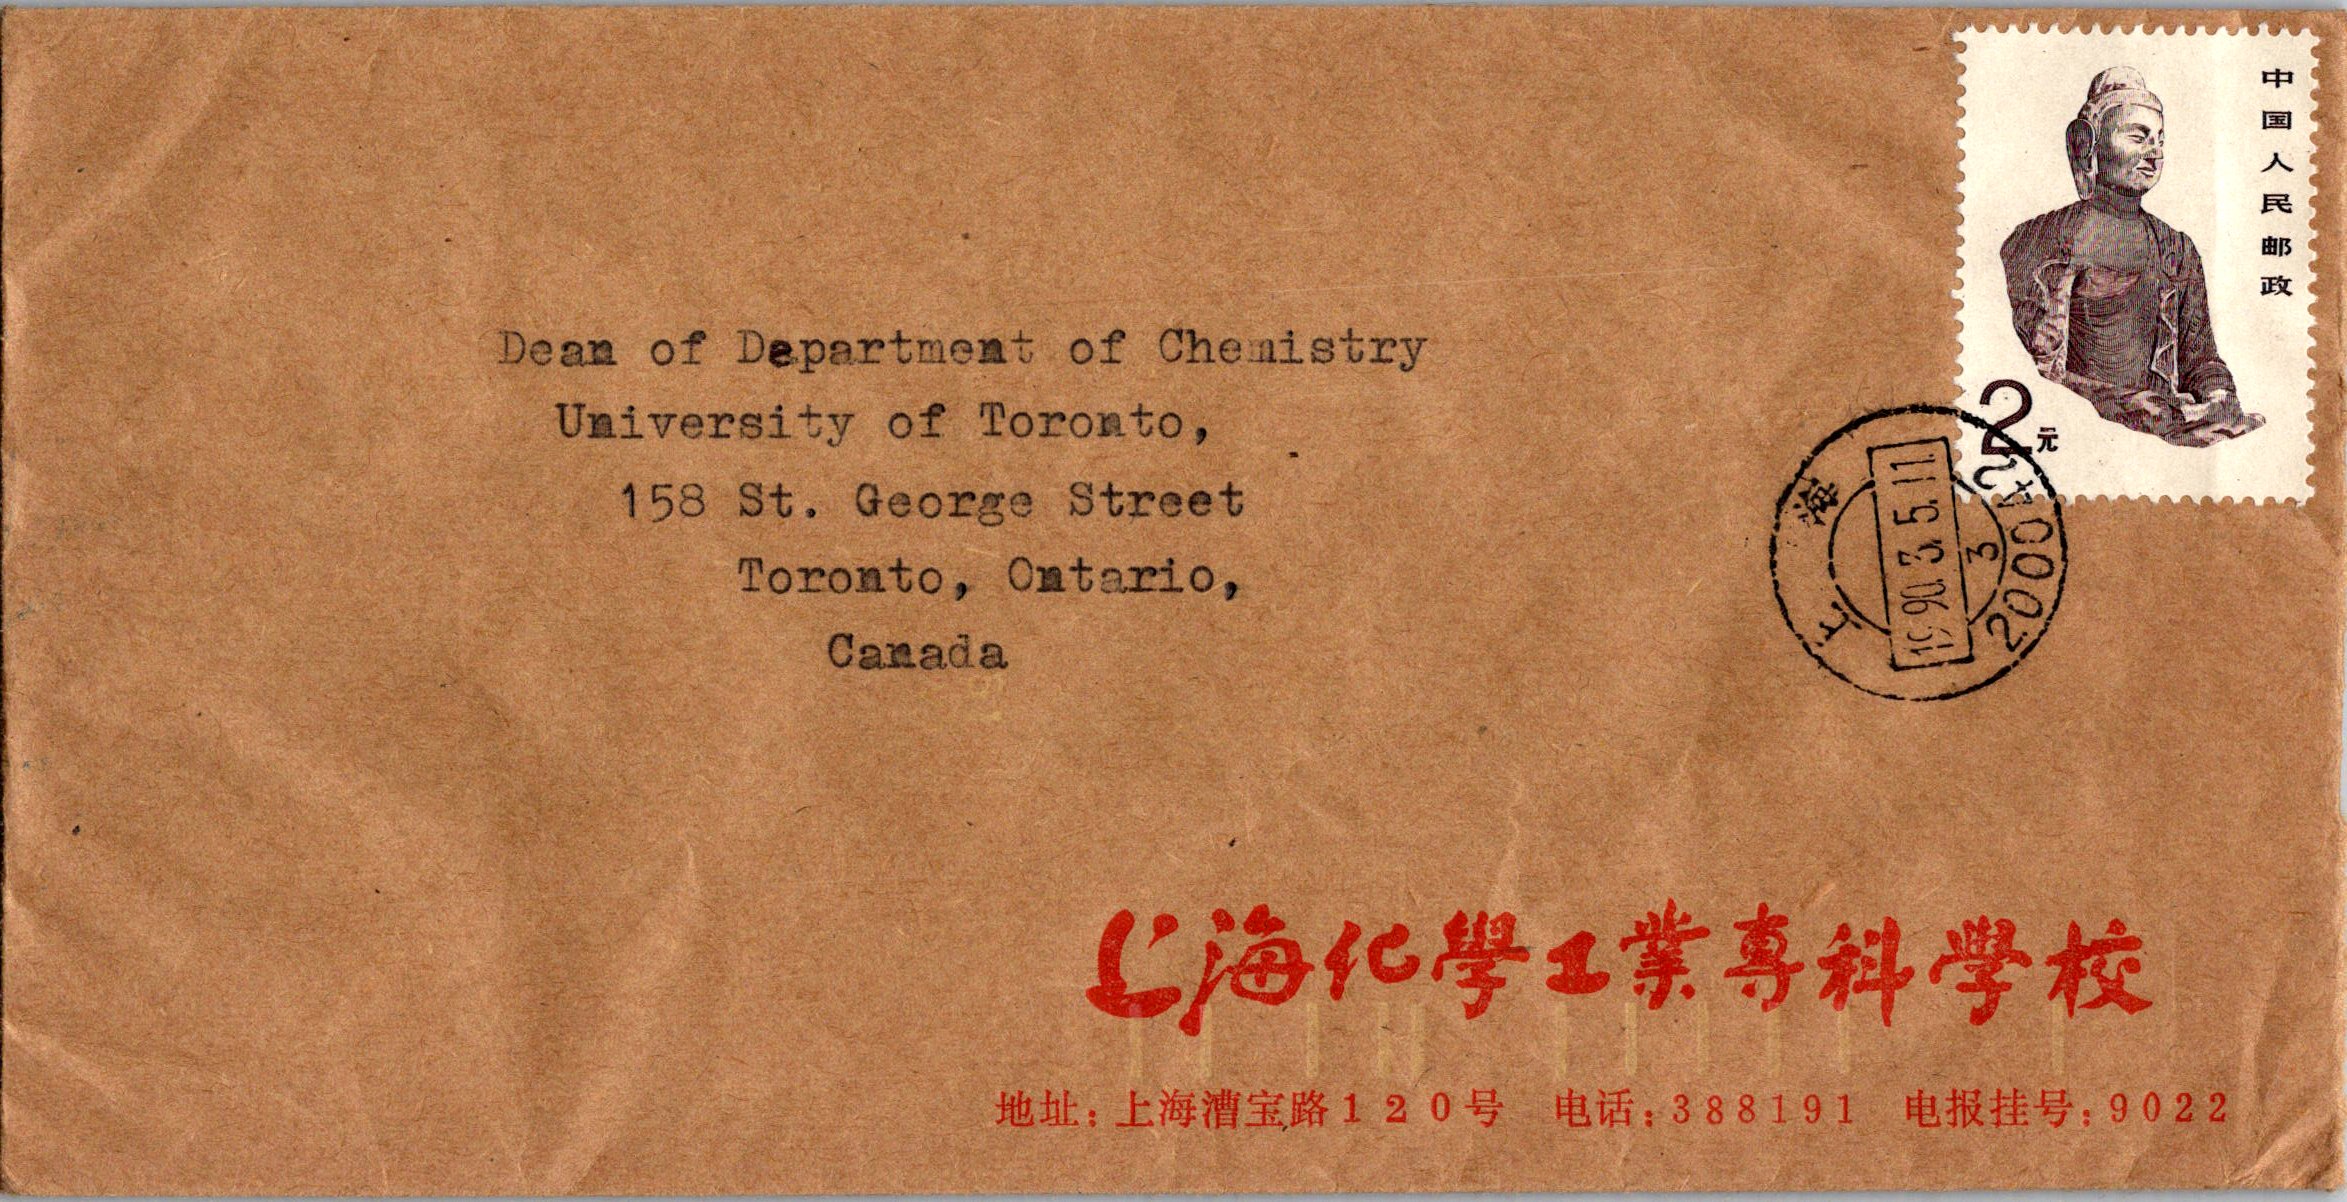 中国人民邮政
2元
Dean of Department of Chemistry
University of Toronto,
158 St. George Street
Toronto, Ontario,
Canada
上海
1990.3.5.11
3
200042
上海化學工業専科學校
地址：上海漕宝路120号 电话：388191 电报挂号：9022